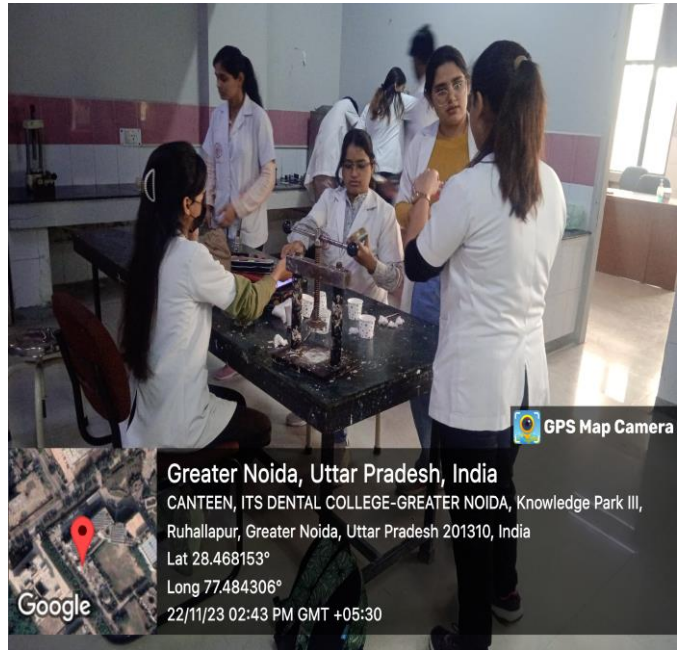 GPS Map Camera
Greater Noida, Uttar Pradesh, India
CANTEEN, ITS DENTAL COLLEGE-GREATER NOIDA, Knowledge Park III,
Ruhallapur, Greater Noida, Uttar Pradesh 201310, India
Lat 28.468153°
Long 77.484306°
22/11/23 02:43 PM GMT +05:30
Google